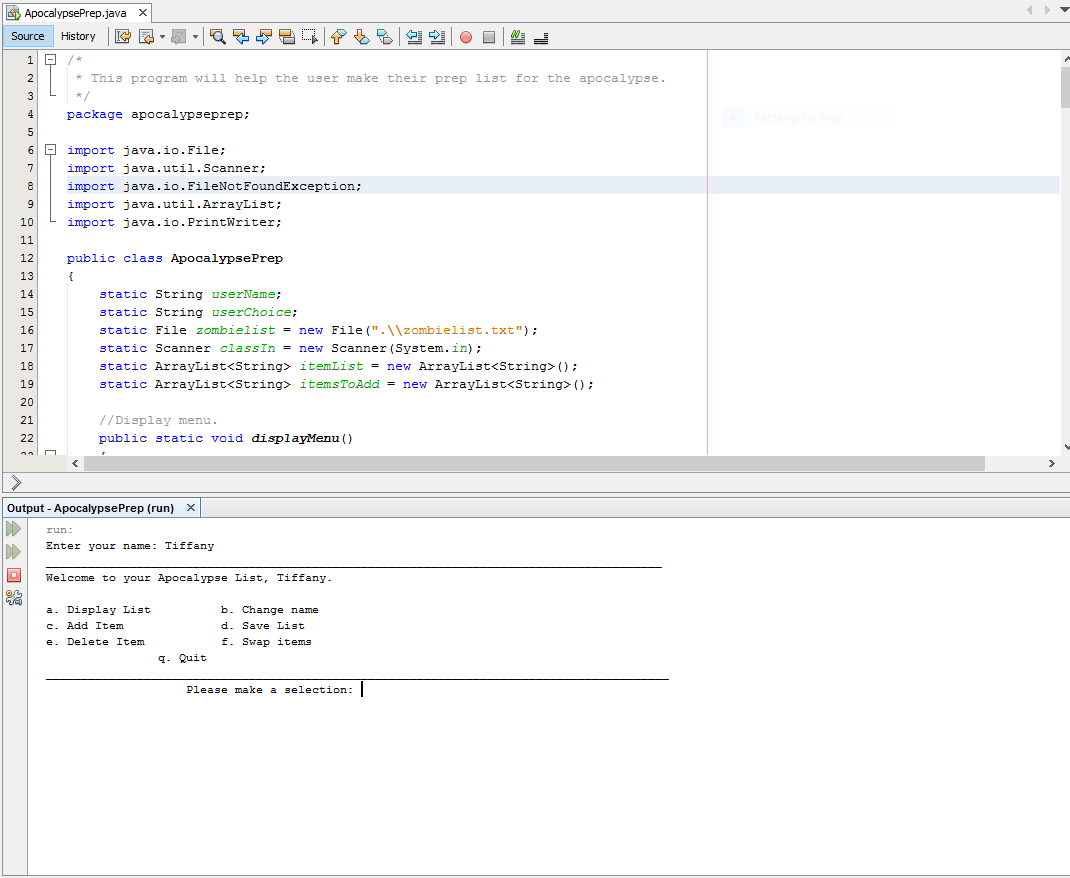 ApocalypsePrep.java
Source History
1 /*
2 * This program will help the user make their prep list for the apocalypse.
3 */
4 package apocalypseprep;
5
6 import java.io.File;
7 import java.util.Scanner;
8 import java.io.FileNotFoundException;
9 import java.util.ArrayList;
10 import java.io.PrintWriter;
11
12 public class ApocalypsePrep
13 {
14 static String userName;
15 static String userChoice;
16 static File zombielist = new File(".\\zombielist.txt");
17 static Scanner classIn = new Scanner(System.in);
18 static ArrayList<String> itemList = new ArrayList<String>();
19 static ArrayList<String> itemsToAdd = new ArrayList<String>();
20
21 //Display menu.
22 public static void displayMenu()
Rectangular Snip
Output - ApocalypsePrep (run)
run:
Enter your name: Tiffany
Welcome to your Apocalypse List, Tiffany.
a. Display List b. Change name
c. Add Item d. Save List
e. Delete Item f. Swap items
q. Quit
Please make a selection: